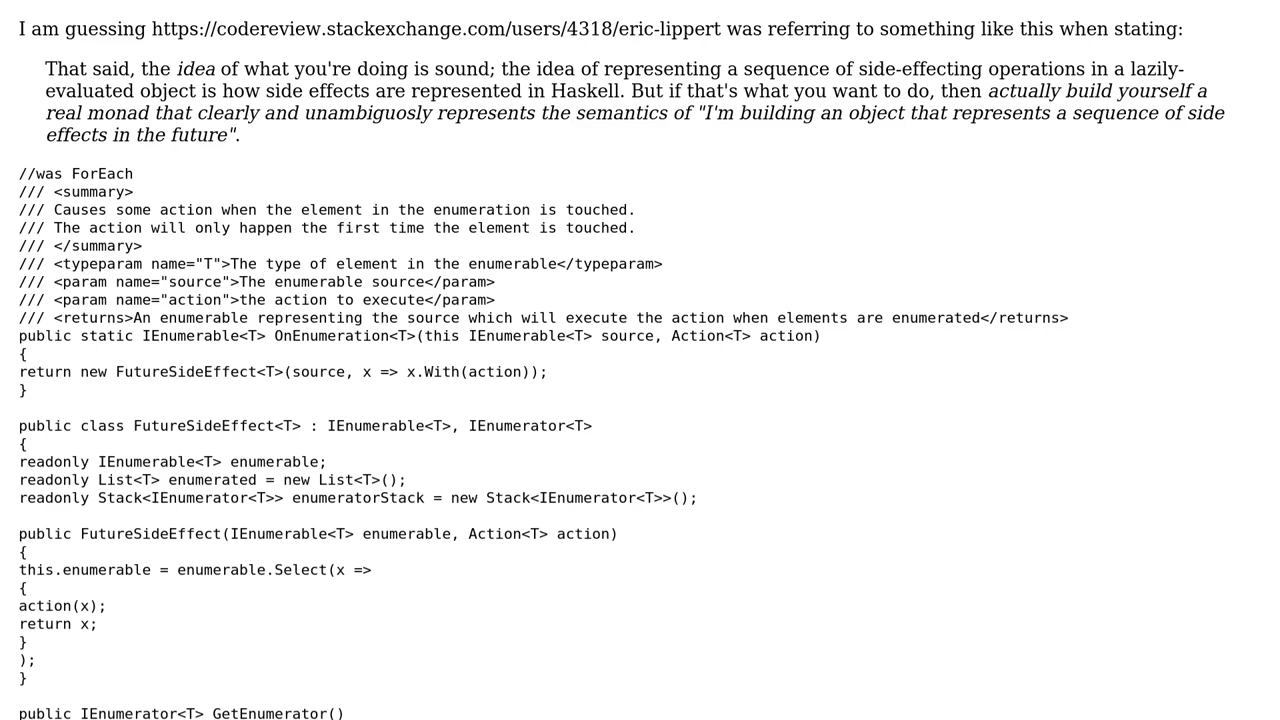 I am guessing https://codereview.stackexchange.com/users/4318/eric-lippert was referring to something like this when stating:
That said, the idea of what you're doing is sound; the idea of representing a sequence of side-effecting operations in a lazily-
evaluated object is how side effects are represented in Haskell. But if that's what you want to do, then actually build yourself a
real monad that clearly and unambiguosly represents the semantics of "I'm building an object that represents a sequence of side
effects in the future".
//was ForEach
/// <summary>
/// Causes some action when the element in the enumeration is touched.
/// The action will only happen the first time the element is touched.
/// </summary>
/// <typeparam name="T">The type of element in the enumerable</typeparam>
/// <param name="source">The enumerable source</param>
/// <param name="action">the action to execute</param>
/// <returns>An enumerable representing the source which will execute the action when elements are enumerated</returns>
public static IEnumerable<T> OnEnumeration<T>(this IEnumerable<T> source, Action<T> action)
{
return new FutureSideEffect<T>(source, x => x.With(action));
}

public class FutureSideEffect<T> : IEnumerable<T>, IEnumerator<T>
{
readonly IEnumerable<T> enumerable;
readonly List<T> enumerated = new List<T>();
readonly Stack<IEnumerator<T>> enumeratorStack = new Stack<IEnumerator<T>>();

public FutureSideEffect(IEnumerable<T> enumerable, Action<T> action)
{
this.enumerable = enumerable.Select(x =>
{
action(x);
return x;
}
);
}

public IEnumerator<T> GetEnumerator()